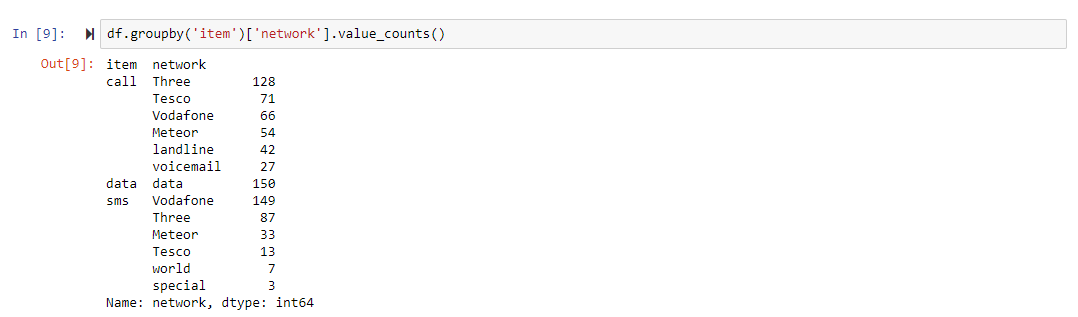 In [9]: df.groupby('item')['network'].value_counts()
Out[9]: item  network
call  Three        128
      Tesco         71
      Vodafone      66
      Meteor        54
      landline      42
      voicemail     27
data  data         150
sms   Vodafone     149
      Three         87
      Meteor        33
      Tesco         13
      world          7
      special        3
Name: network, dtype: int64